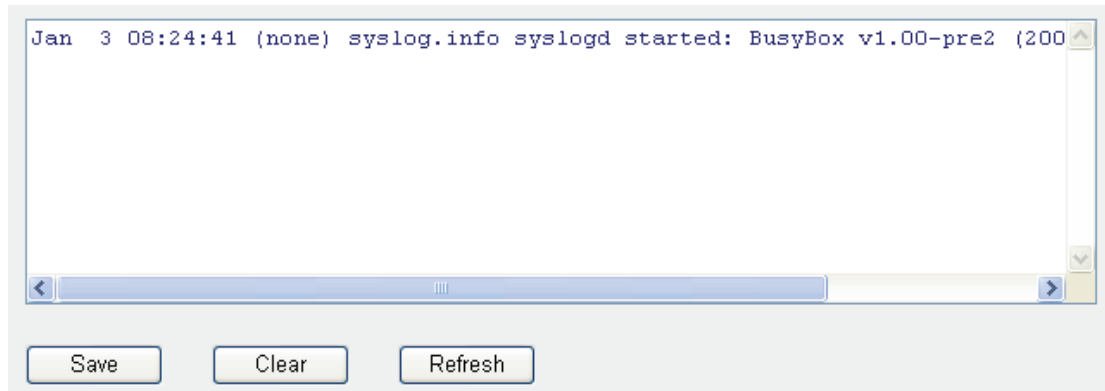 Jan  3 08:24:41 (none) syslog.info syslogd started: BusyBox v1.00-pre2 (200
Save Clear Refresh